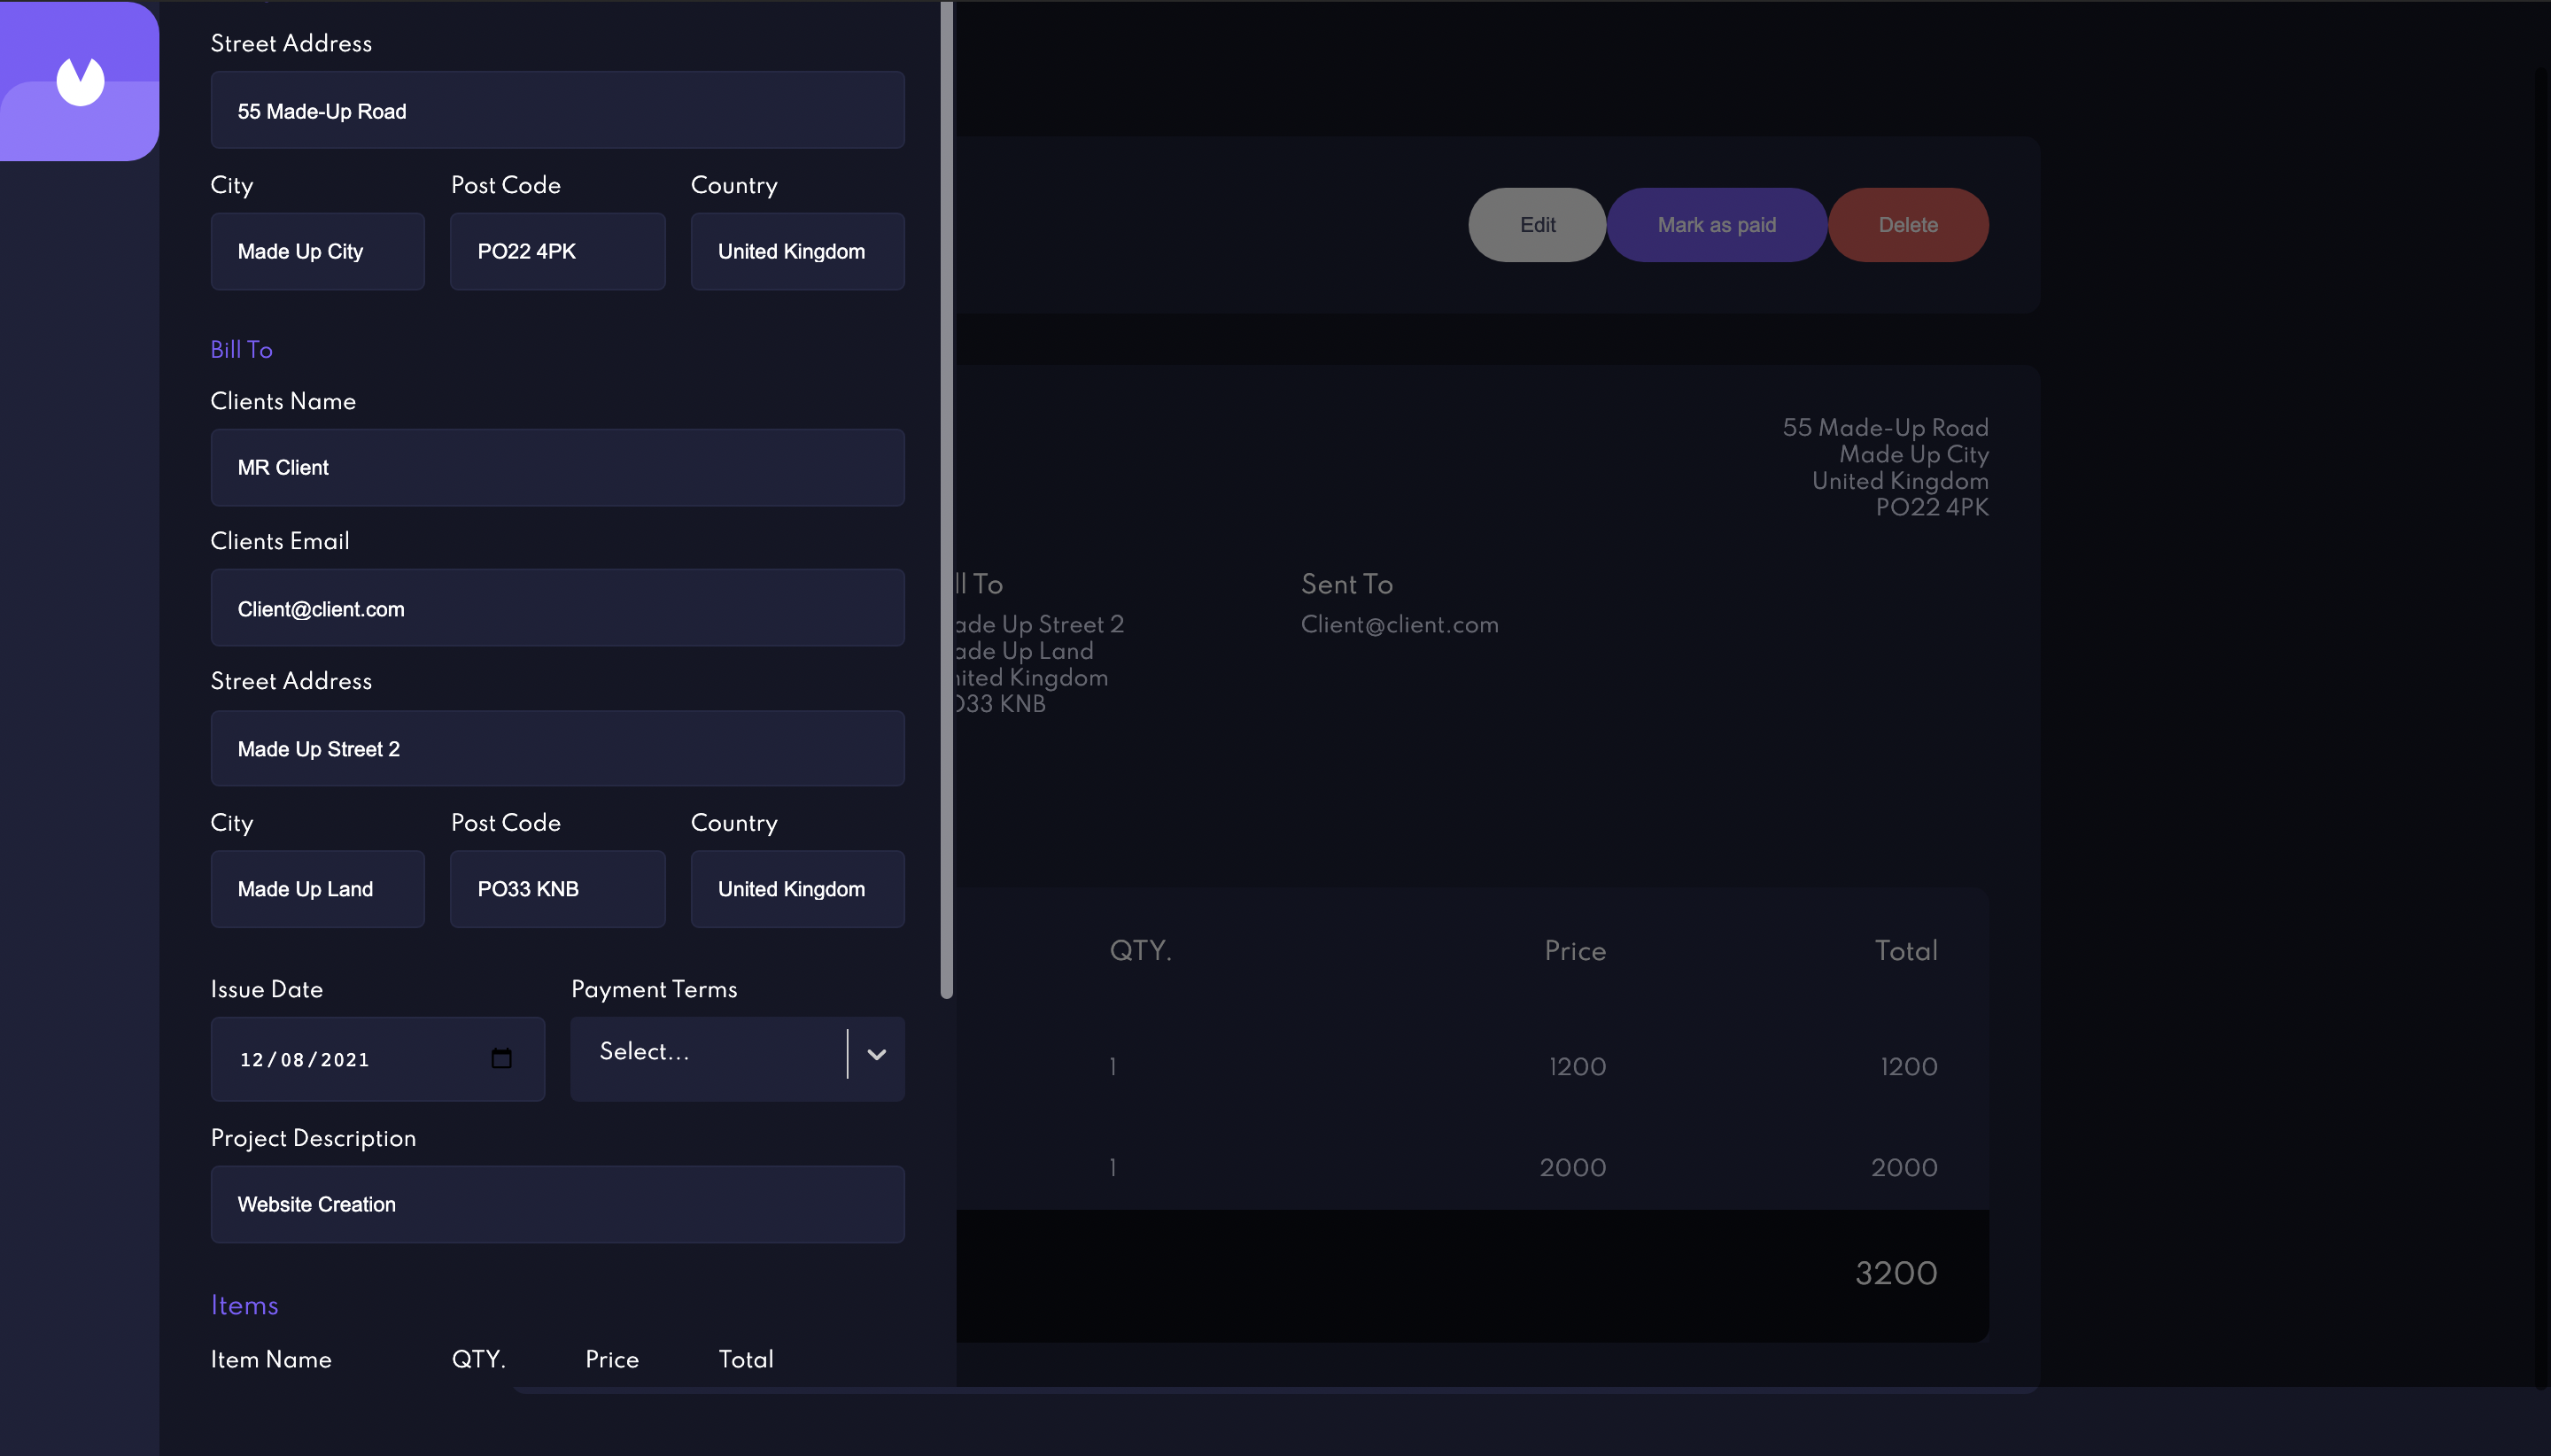 Street Address
55 Made-Up Road
City Post Code Country
Made Up City PO22 4PK United Kingdom
Bill To
Clients Name
MR Client
Clients Email
Client@client.com
Street Address
Made Up Street 2
City Post Code Country
Made Up Land PO33 KNB United Kingdom
Issue Date Payment Terms
12/08/2021 Select...
Project Description
Website Creation
Items
Item Name QTY. Price Total
Edit Mark as paid Delete
55 Made-Up Road
Made Up City
United Kingdom
PO22 4PK
ll To
ade Up Street 2
ade Up Land
nited Kingdom
O33 KNB
Sent To
Client@client.com
QTY. Price Total
1 1200 1200
1 2000 2000
3200